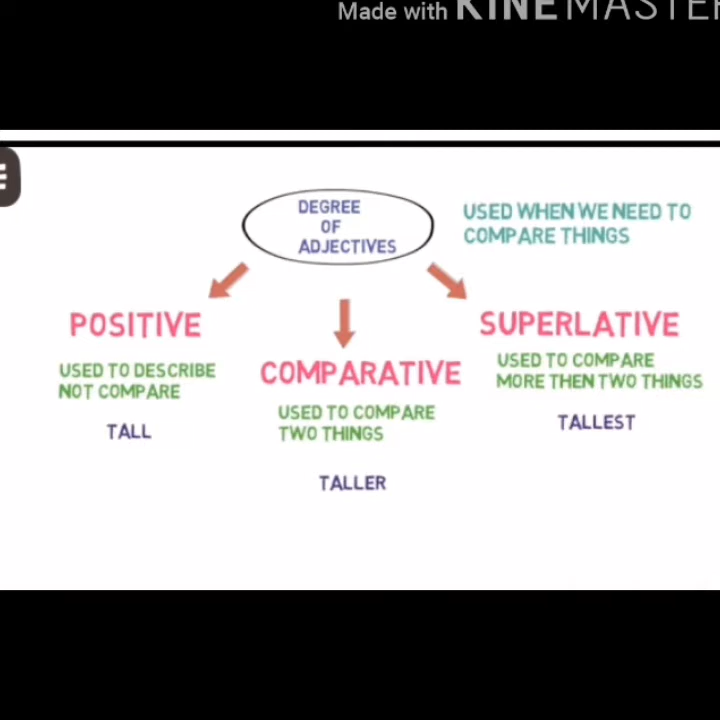 Made with KINEMASTER
DEGREE
OF
ADJECTIVES
USED WHEN WE NEED TO
COMPARE THINGS
POSITIVE
USED TO DESCRIBE
NOT COMPARE
TALL
COMPARATIVE
USED TO COMPARE
TWO THINGS
TALLER
SUPERLATIVE
USED TO COMPARE
MORE THEN TWO THINGS
TALLEST